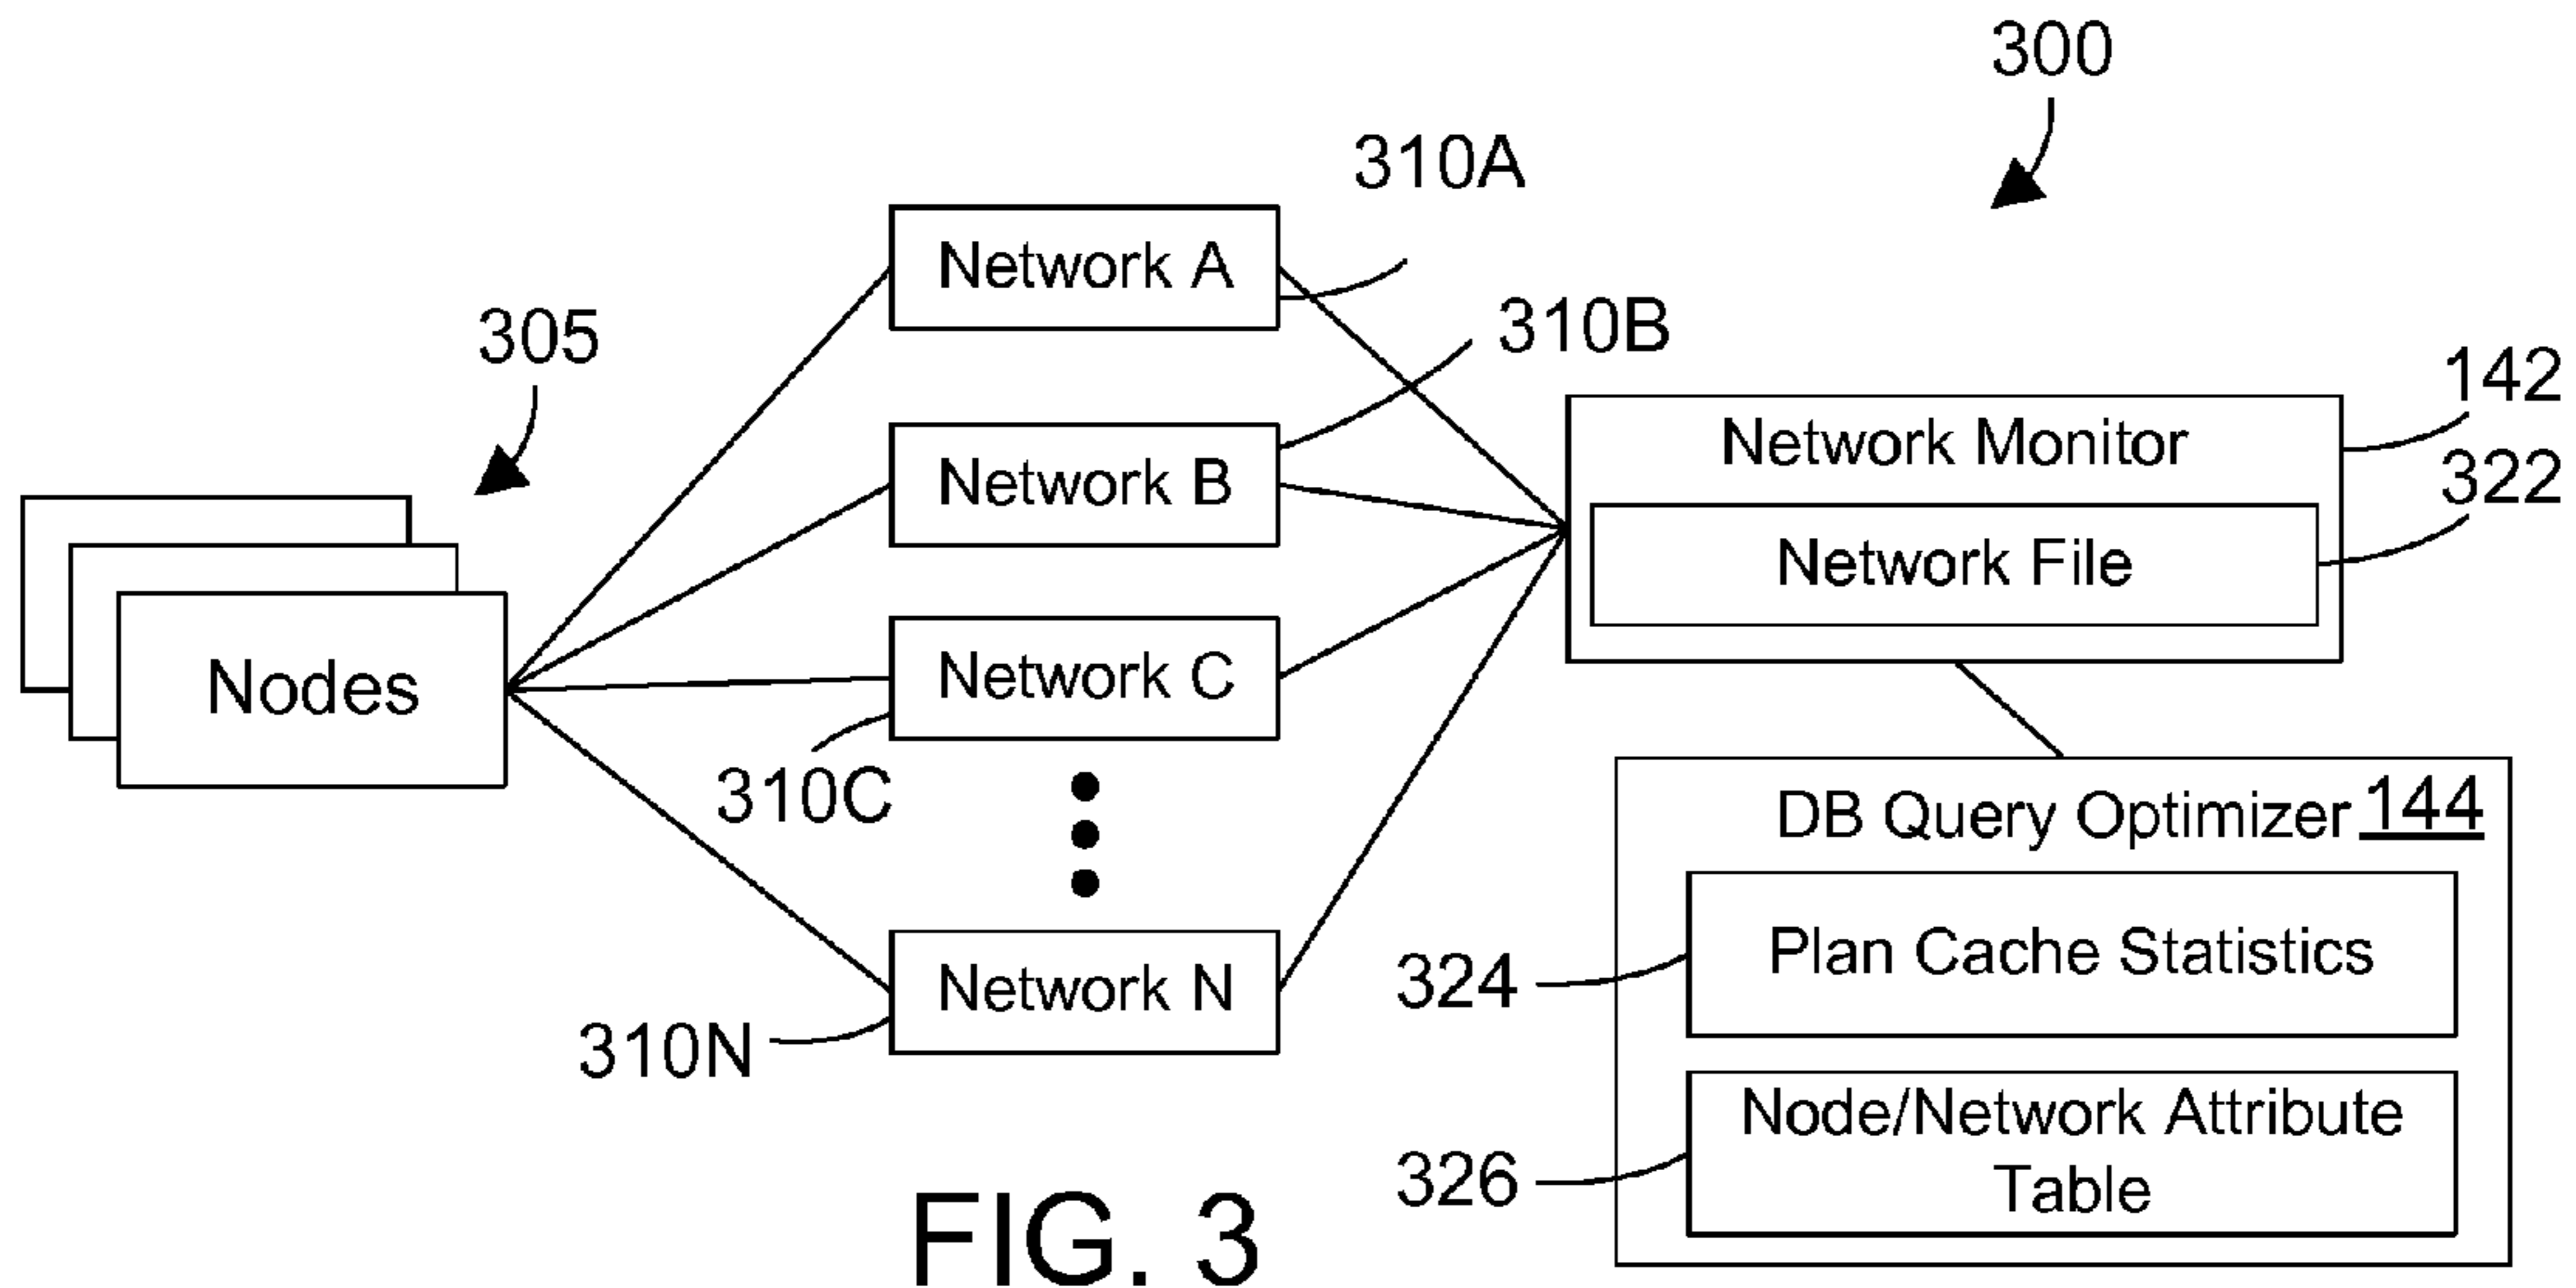 300
310A
Network A
310B
305
142
Network Monitor
Network B
322
Network File
Network C
Nodes
310C
DB Query Optimizer 144
Plan Cache Statistics
324
Network N
310N
Node/Network Attribute
Table
326
FIG. 3